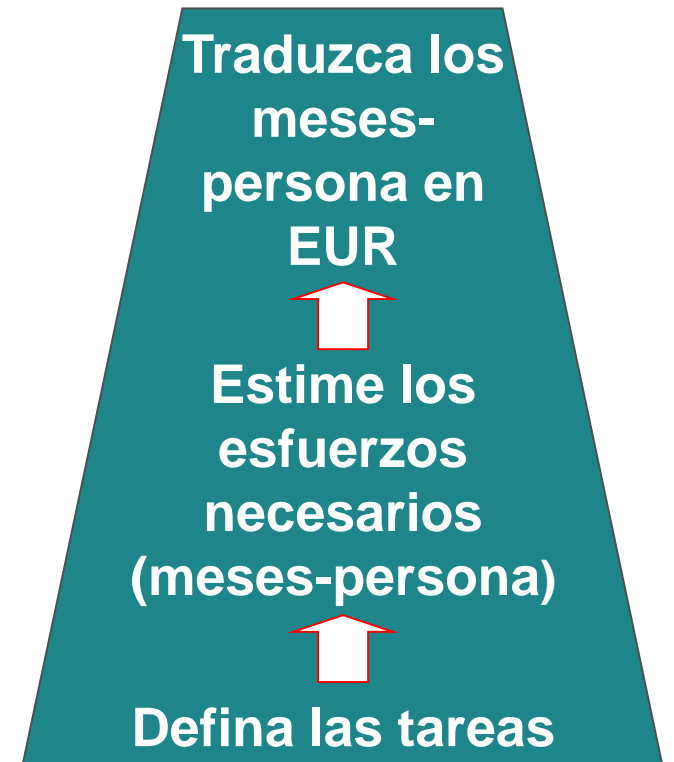 Traduzca los
meses-
persona en
EUR
Estime los
esfuerzos
necesarios
(meses-persona)
Defina las tareas